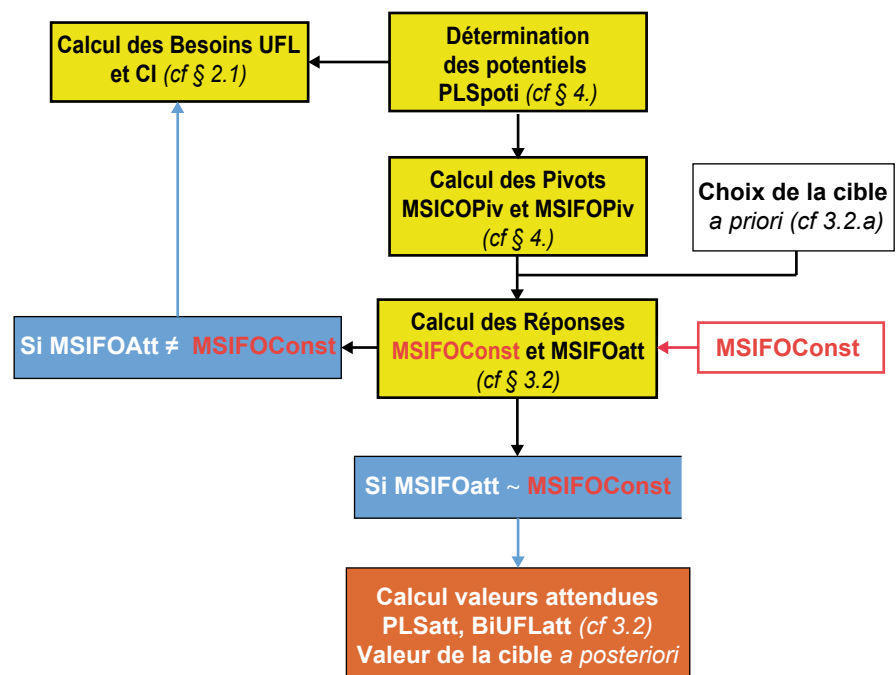 Calcul des Besoins UFL
et CI (cf § 2.1)
Détermination
des potentiels
PLSpoti (cf § 4.)
Calcul des Pivots
MSICOPiv et MSIFOPiv
(cf § 4.)
Choix de la cible
a priori (cf 3.2.a)
Si MSIFOAtt ≠ MSIFOConst
Calcul des Réponses
MSIFOConst et MSIFOatt
(cf § 3.2)
MSIFOConst
Si MSIFOatt ~ MSIFOConst
Calcul valeurs attendues
PLSatt, BiUFLatt (cf 3.2)
Valeur de la cible a posteriori